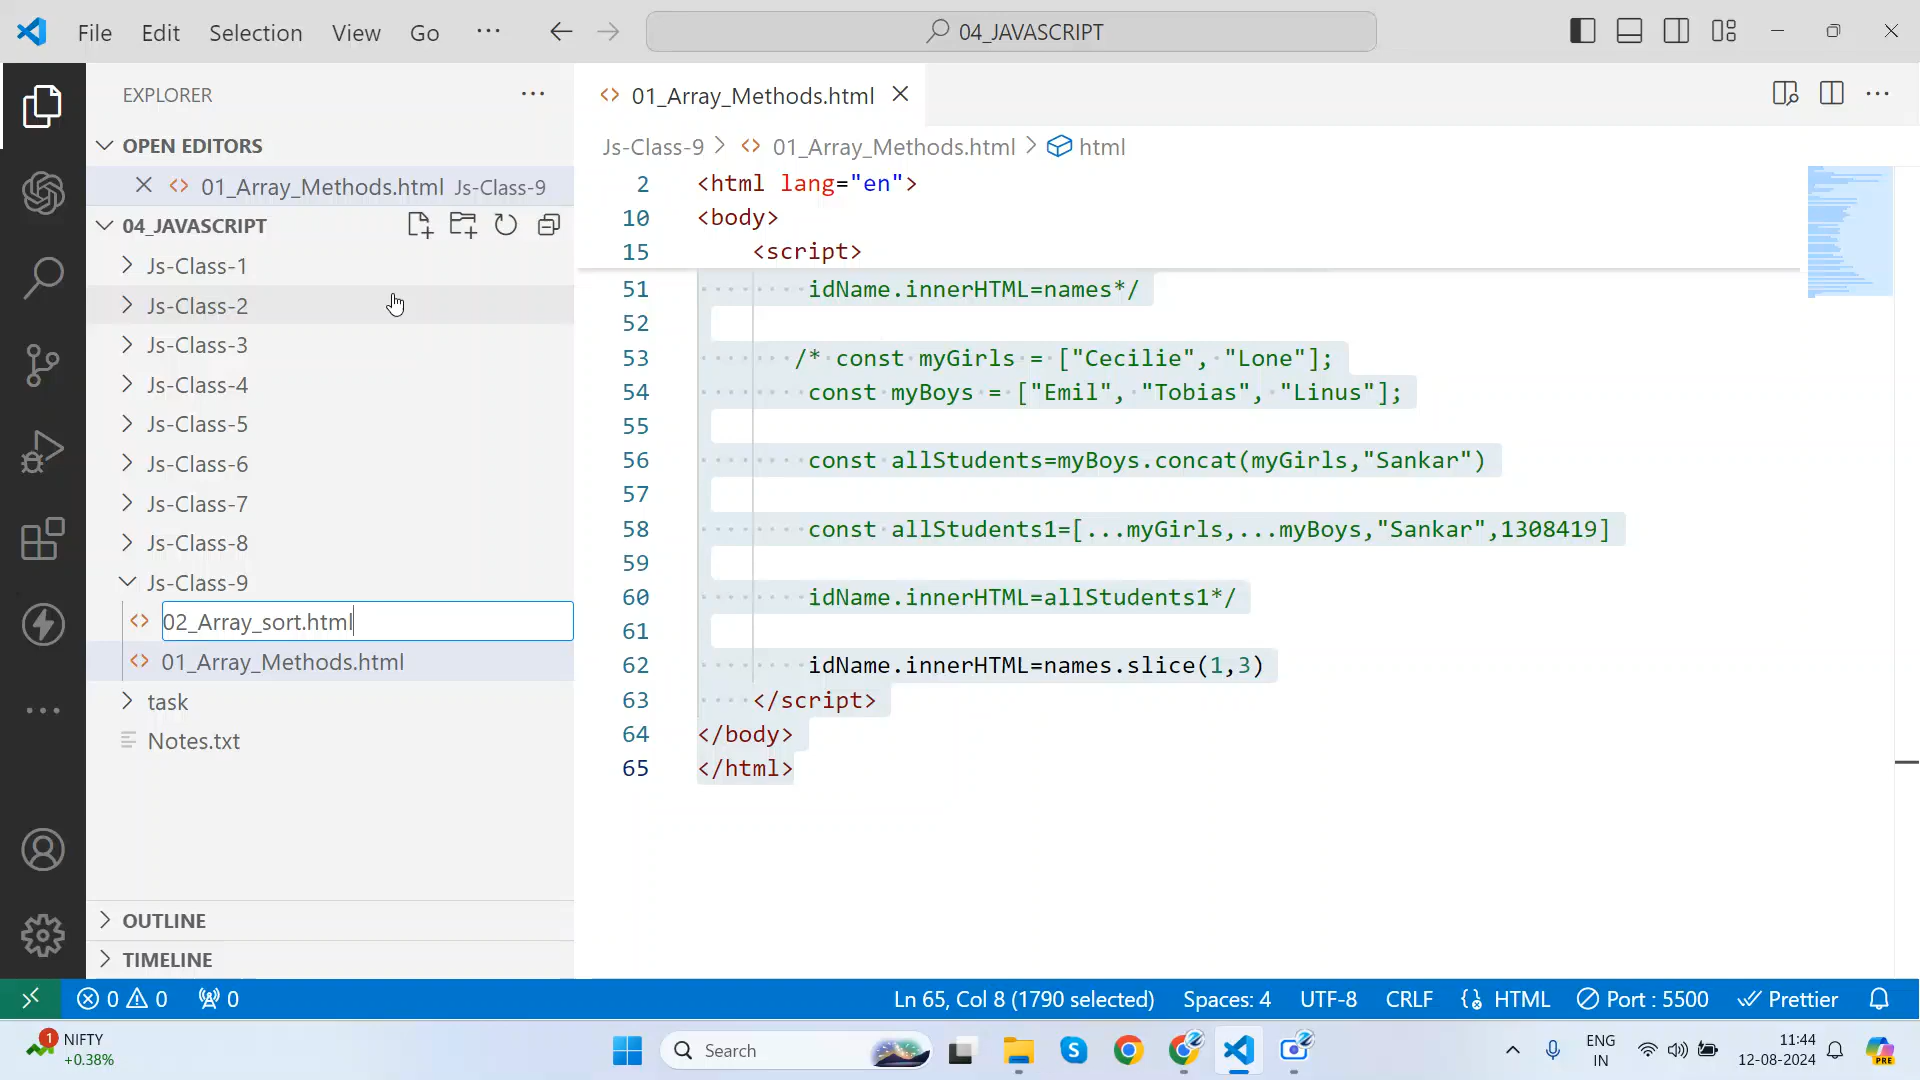 File Edit Selection View Go ··· 04_JAVASCRIPT
EXPLORER
OPEN EDITORS
01_Array_Methods.html Js-Class-9
04_JAVASCRIPT
Js-Class-1
Js-Class-2
Js-Class-3
Js-Class-4
Js-Class-5
Js-Class-6
Js-Class-7
Js-Class-8
Js-Class-9
02_Array_sort.html
01_Array_Methods.html
task
Notes.txt
OUTLINE
TIMELINE
01_Array_Methods.html
Js-Class-9 > <> 01_Array_Methods.html > html
2 <html lang="en">
10 <body>
15 <script>
51 idName.innerHTML=names*/
52
53 /* const myGirls = ["Cecilie", "Lone"];
54 const myBoys = ["Emil", "Tobias", "Linus"];
55
56 const allStudents=myBoys.concat(myGirls,"Sankar")
57
58 const allStudents1=[...myGirls,...myBoys,"Sankar",1308419]
59
60 idName.innerHTML=allStudents1*/
61
62 idName.innerHTML=names.slice(1,3)
63 </script>
64 </body>
65 </html>
0 0 0 Ln 65, Col 8 (1790 selected) Spaces: 4 UTF-8 CRLF HTML Port : 5500 Prettier
1 NIFTY
+0.38%
Search
ENG
IN
11:44
12-08-2024
PRE